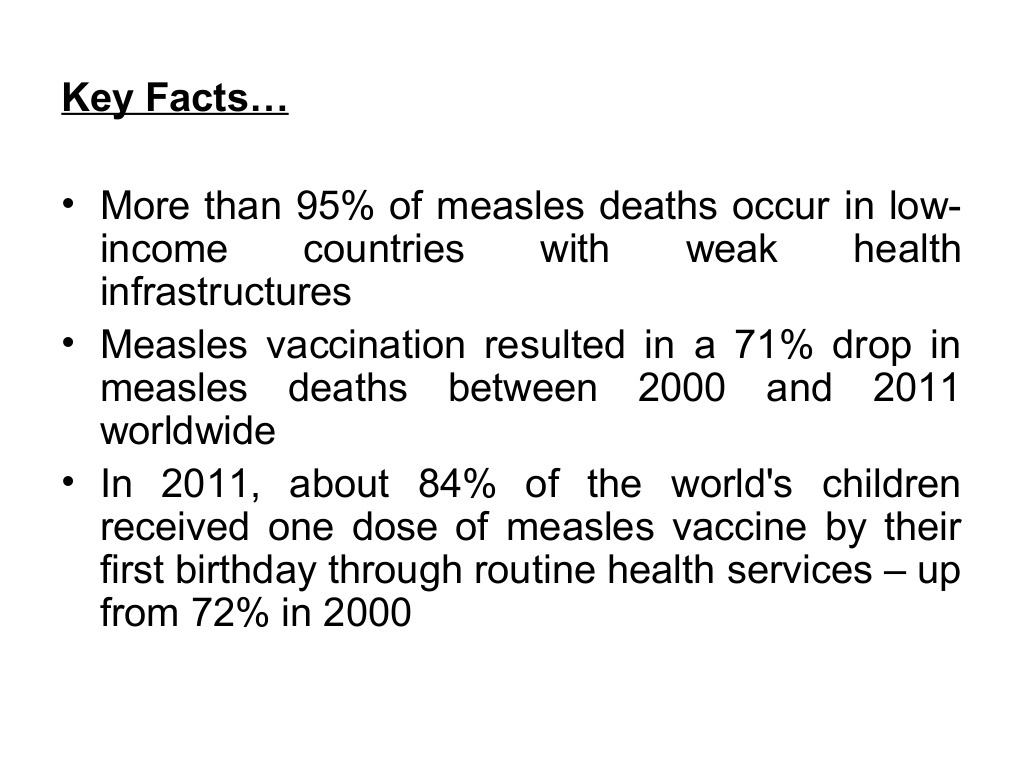 Key Facts…
• More than 95% of measles deaths occur in low-
income countries with weak health
infrastructures
• Measles vaccination resulted in a 71% drop in
measles deaths between 2000 and 2011
worldwide
• In 2011, about 84% of the world's children
received one dose of measles vaccine by their
first birthday through routine health services – up
from 72% in 2000